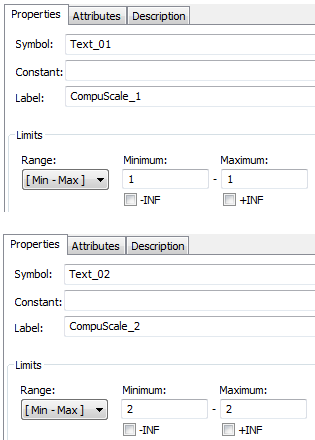 Properties Attributes Description
Symbol: Text_01
Constant:
Label: CompuScale_1
Limits
Range: Minimum: Maximum:
[ Min - Max ] 1 - 1
-INF +INF
Properties Attributes Description
Symbol: Text_02
Constant:
Label: CompuScale_2
Limits
Range: Minimum: Maximum:
[ Min - Max ] 2 - 2
-INF +INF